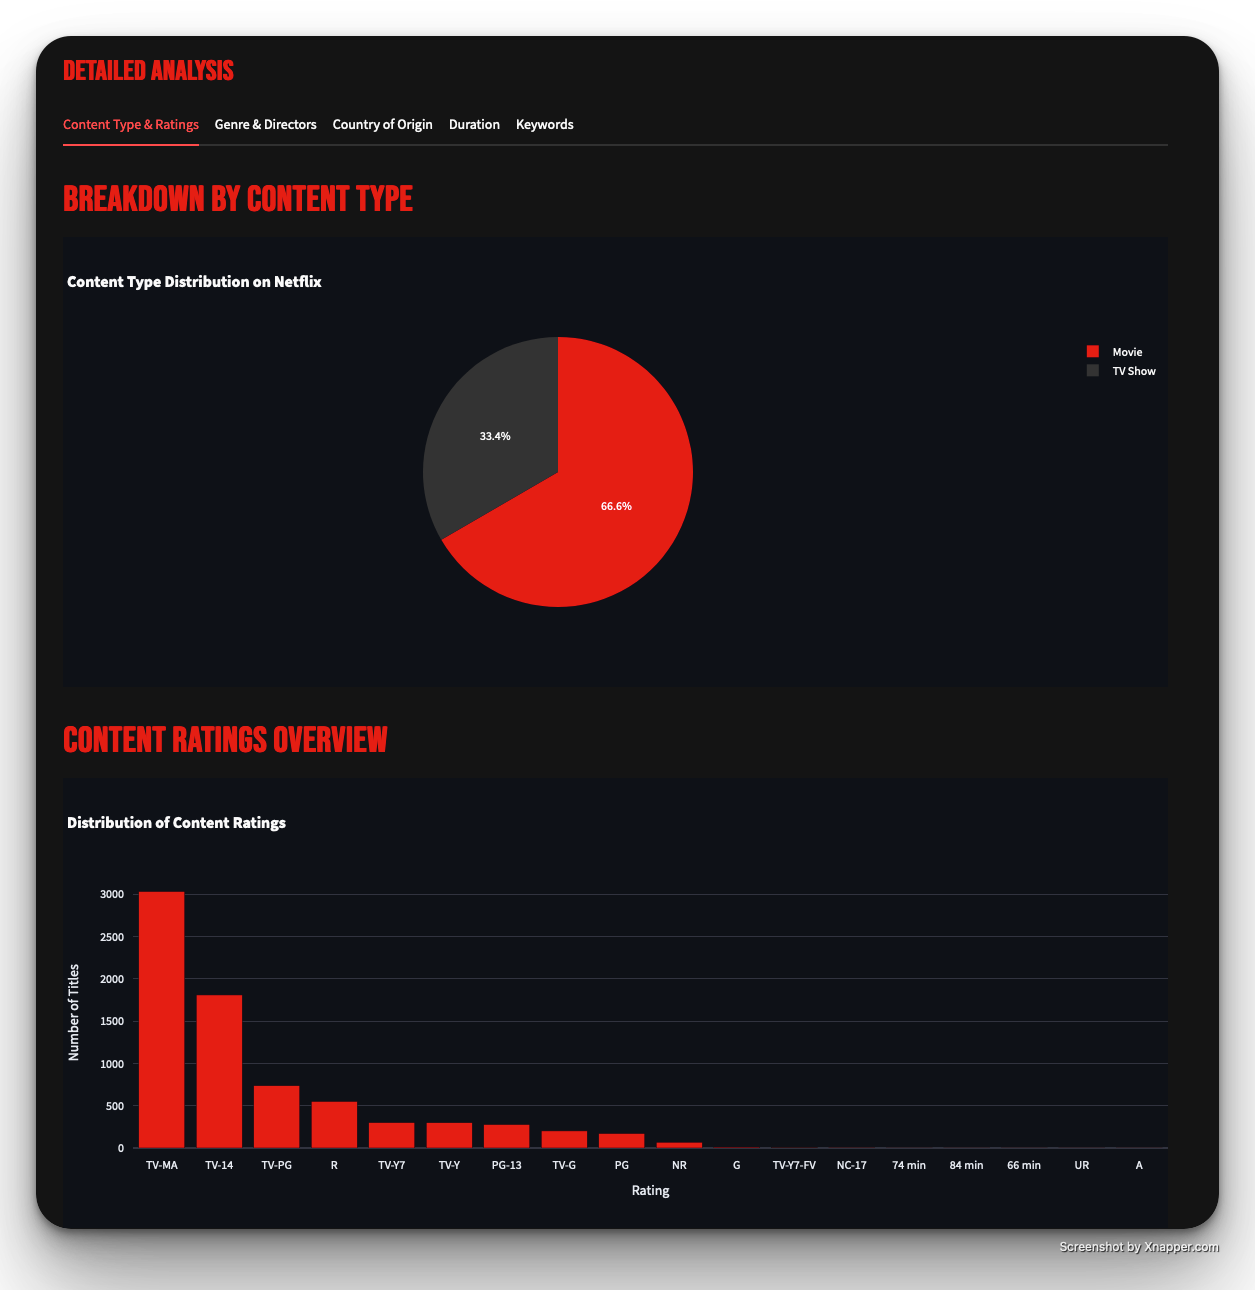 DETAILED ANALYSIS
Content Type & Ratings Genre & Directors Country of Origin Duration Keywords
BREAKDOWN BY CONTENT TYPE
Content Type Distribution on Netflix
Movie
TV Show
33.4%
66.6%
CONTENT RATINGS OVERVIEW
Distribution of Content Ratings
3000
2500
2000
1500
1000
500
0
Number of Titles
TV-MA TV-14 TV-PG R TV-Y7 TV-Y PG-13 TV-G PG NR G TV-Y7-FV NC-17 74 min 84 min 66 min UR A
Rating
Screenshot by Xnapper.com